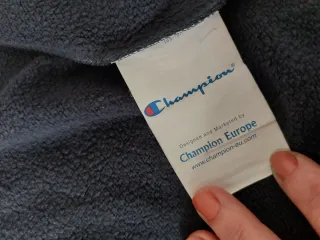 Champion
Designed and Marketed by
Champion Europe
www.champion-eu.com